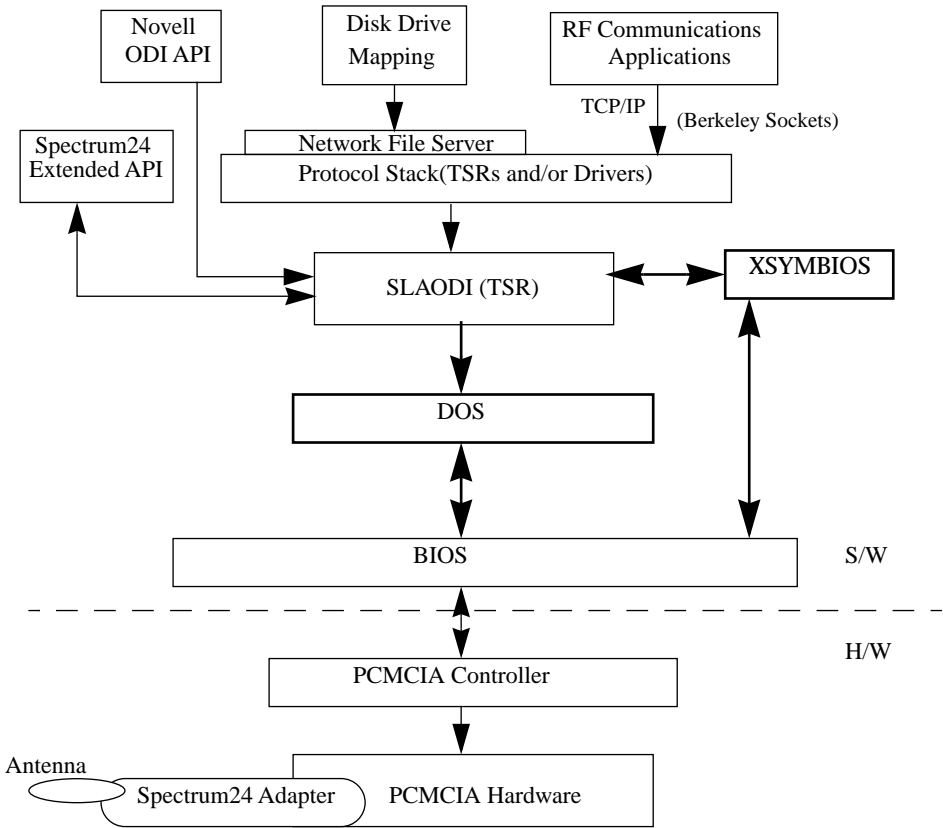 Novell
ODI API
Disk Drive
Mapping
RF Communications
Applications
TCP/IP
(Berkeley Sockets)
Spectrum24
Extended API
Network File Server
Protocol Stack(TSRs and/or Drivers)
SLAODI (TSR)
XSYMBIOS
DOS
BIOS
S/W
H/W
PCMCIA Controller
Antenna
Spectrum24 Adapter
PCMCIA Hardware